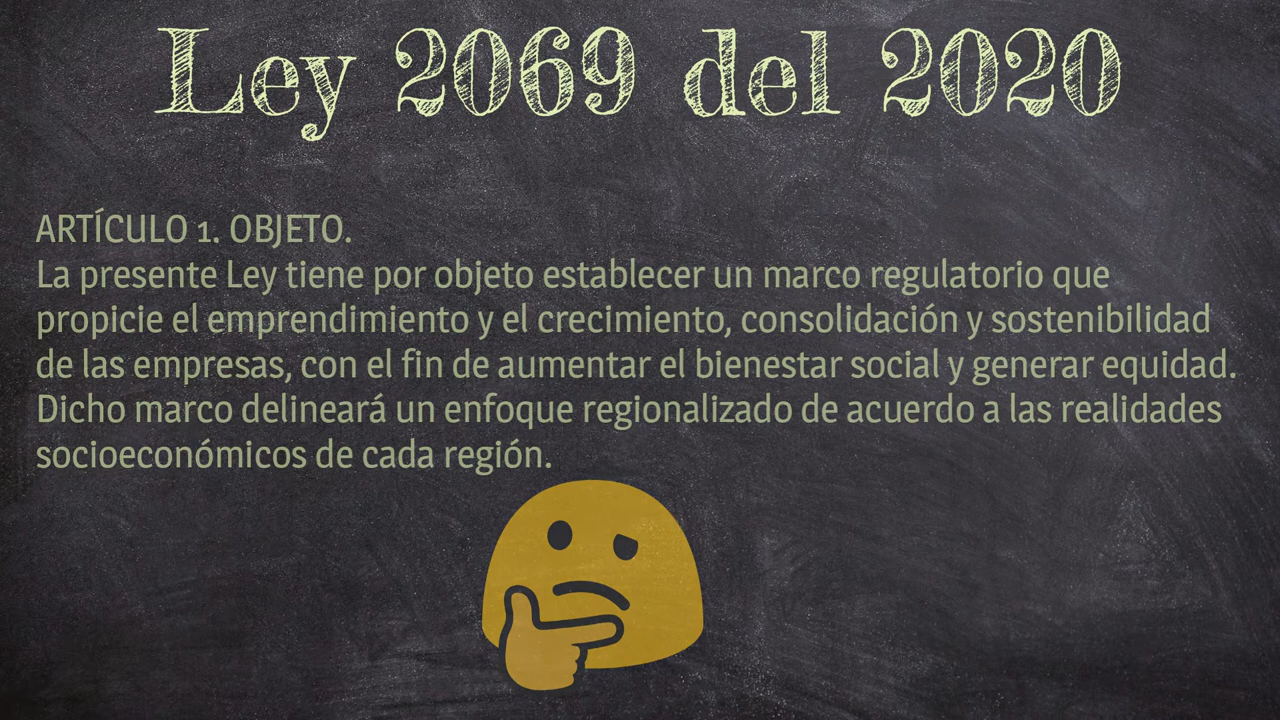 Ley 2069 del 2020
ARTÍCULO 1. OBJETO.
La presente Ley tiene por objeto establecer un marco regulatorio que
propicie el emprendimiento y el crecimiento, consolidación y sostenibilidad
de las empresas, con el fin de aumentar el bienestar social y generar equidad.
Dicho marco delineará un enfoque regionalizado de acuerdo a las realidades
socioeconómicos de cada región.